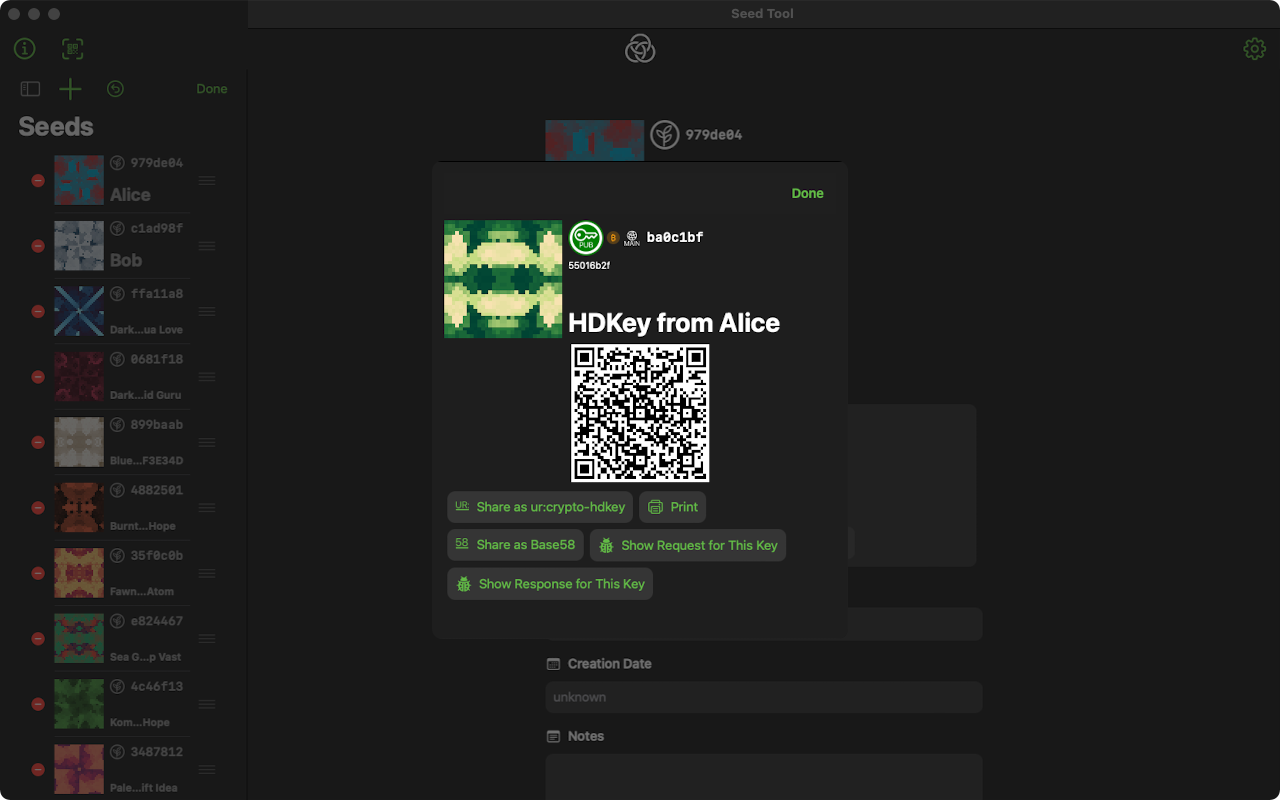 Seed Tool
Done
Seeds
979de04
Alice
c1ad98f
Bob
ffa11a8
Dark...ua Love
0681f18
Dark...id Guru
899baab
Blue...F3E34D
4882501
Burnt...Hope
35f0c0b
Fawn...Atom
e824467
Sea G...p Vast
4c46f13
Kom...Hope
3487812
Pale...ift Idea
979de04
Done
PUB
B
MAIN
ba0c1bf
55016b2f
HDKey from Alice
UR: Share as ur:crypto-hdkey
Print
58 Share as Base58
Show Request for This Key
Show Response for This Key
Creation Date
unknown
Notes